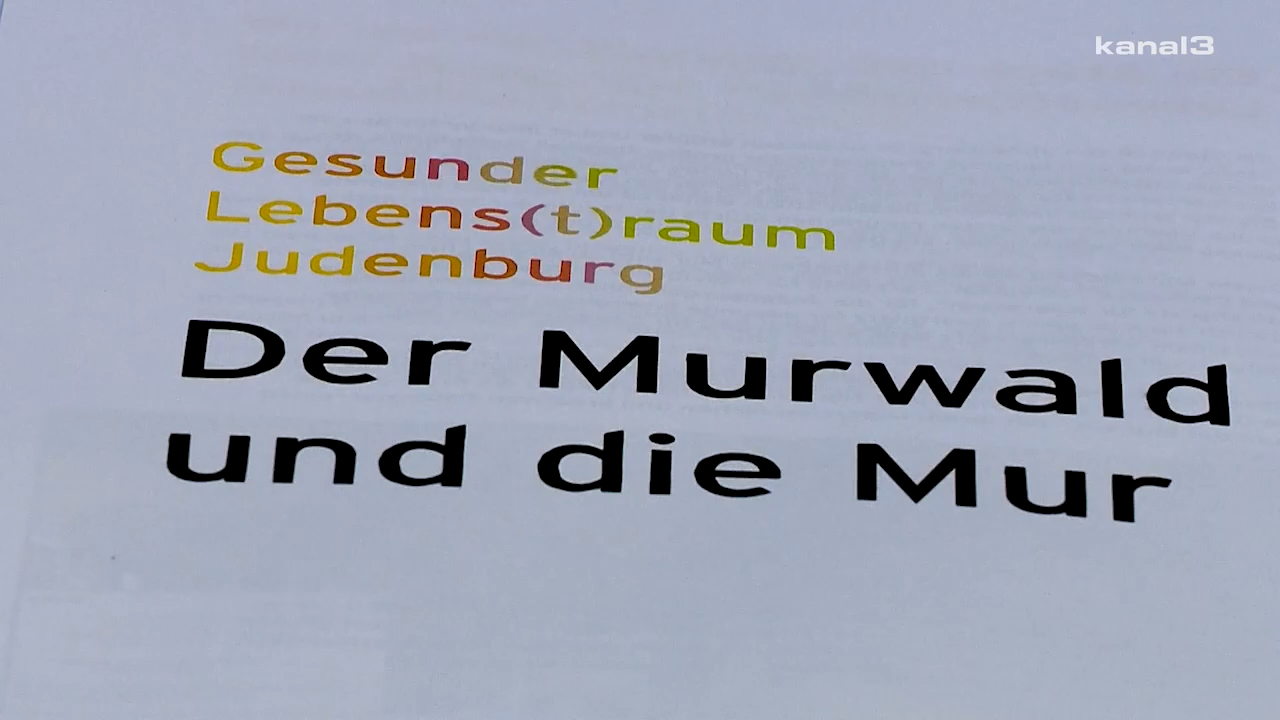 kanal3
Gesunder
Lebens(t)raum
Judenburg
Der Murwald
und die Mur